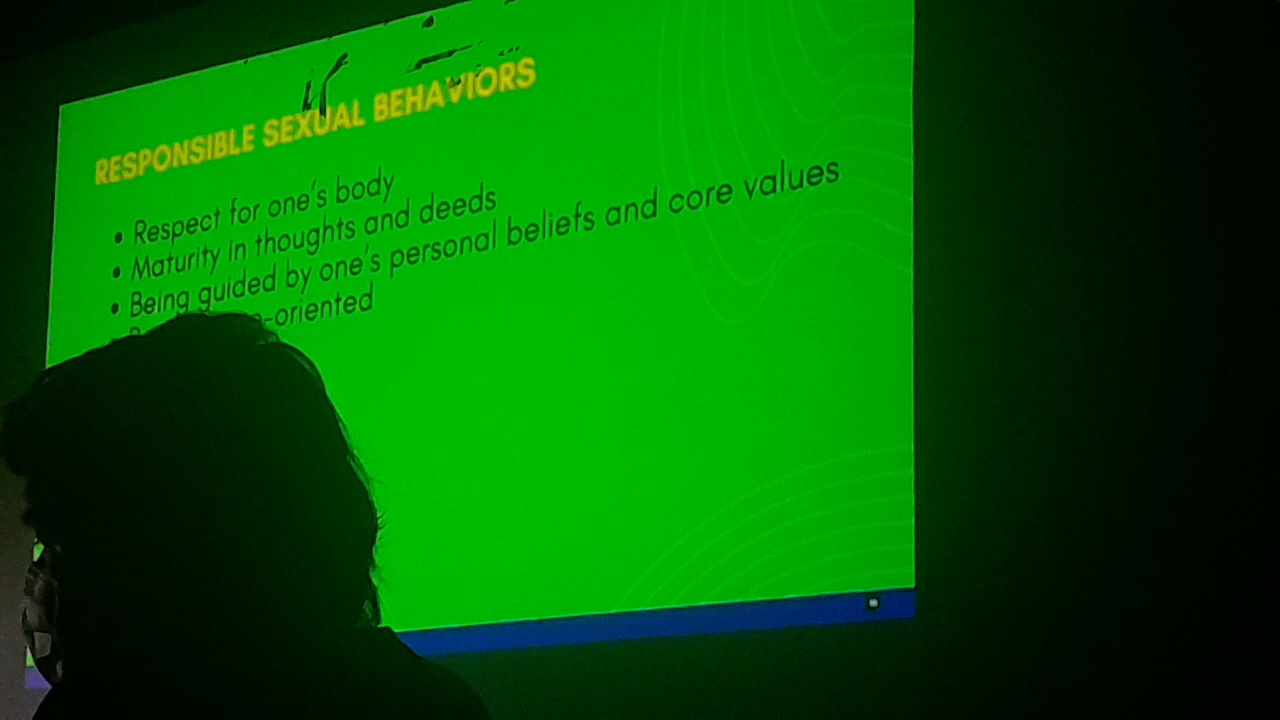 RESPONSIBLE SEXUAL BEHAVIORS
• Respect for one's body
• Maturity in thoughts and deeds
• Being guided by one's personal beliefs and core values
-oriented